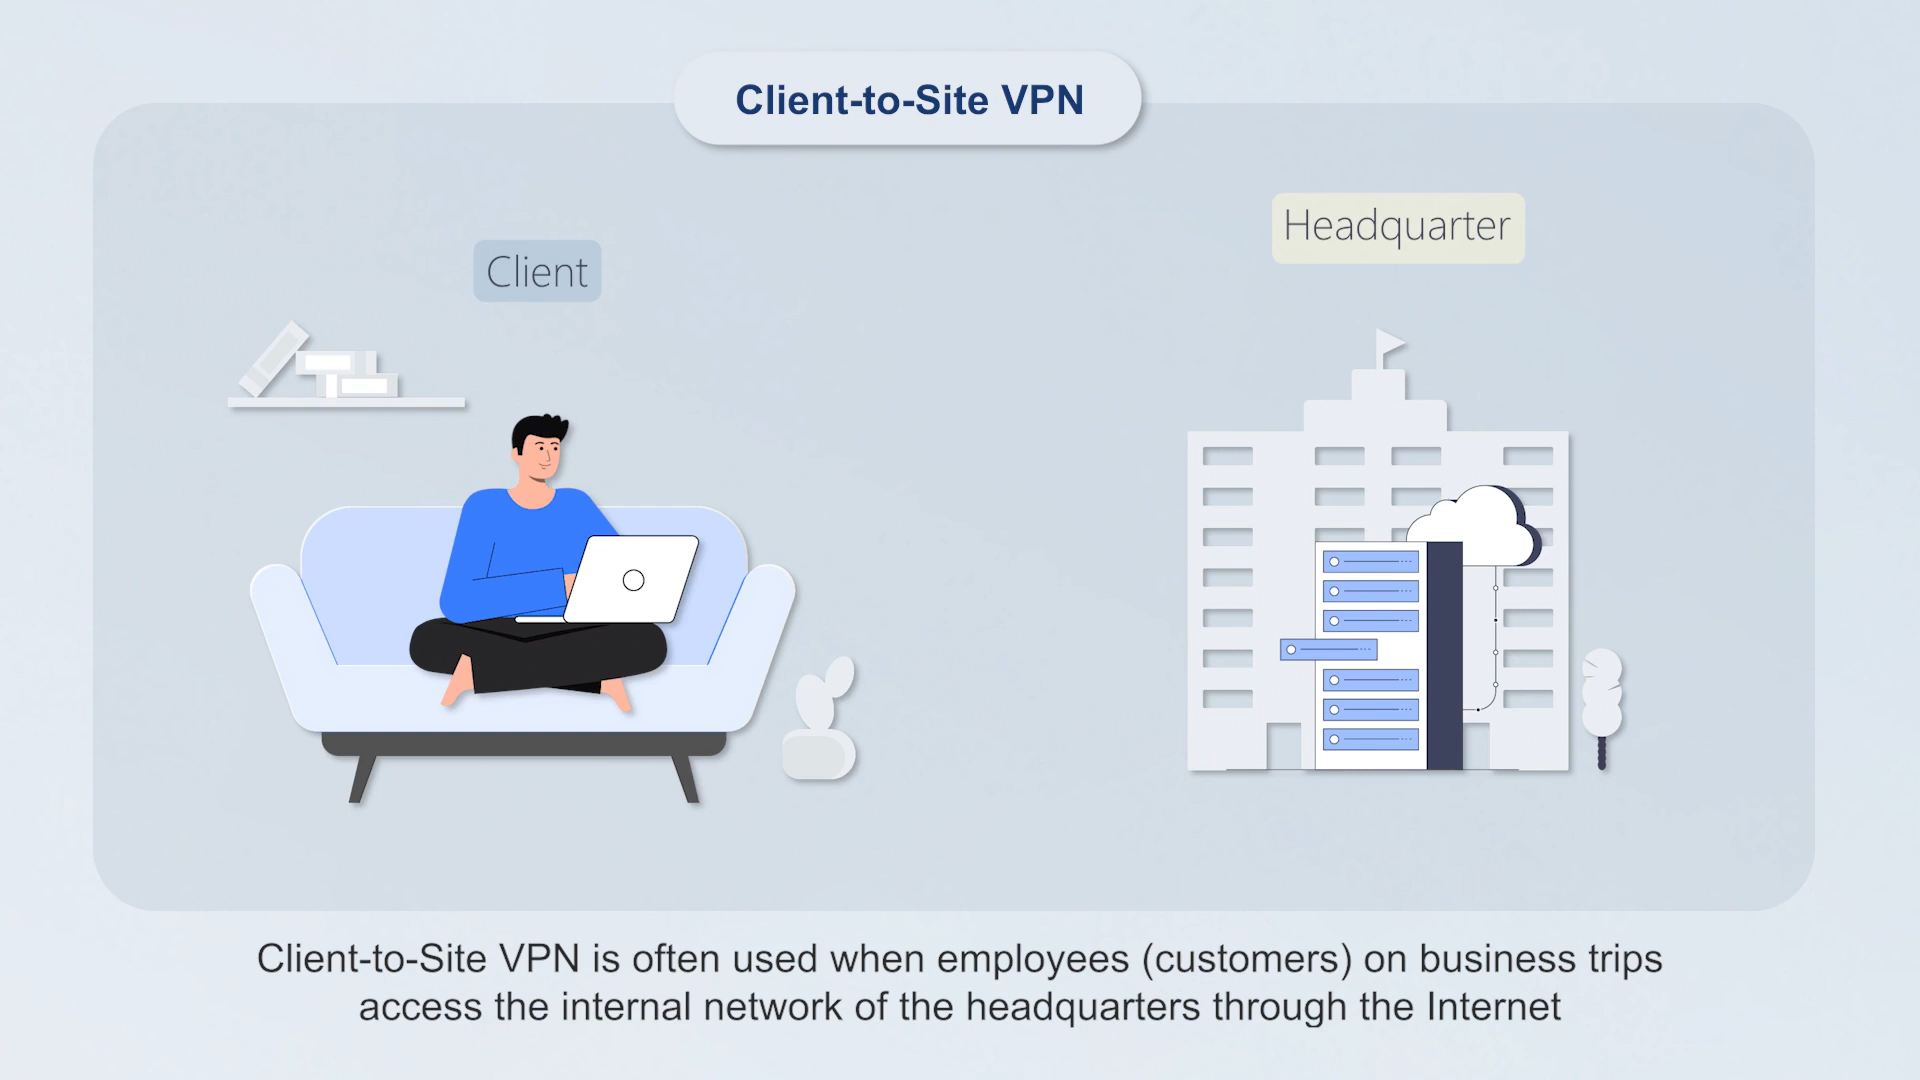 Client-to-Site VPN
Client
Headquarter
Client-to-Site VPN is often used when employees (customers) on business trips
access the internal network of the headquarters through the Internet